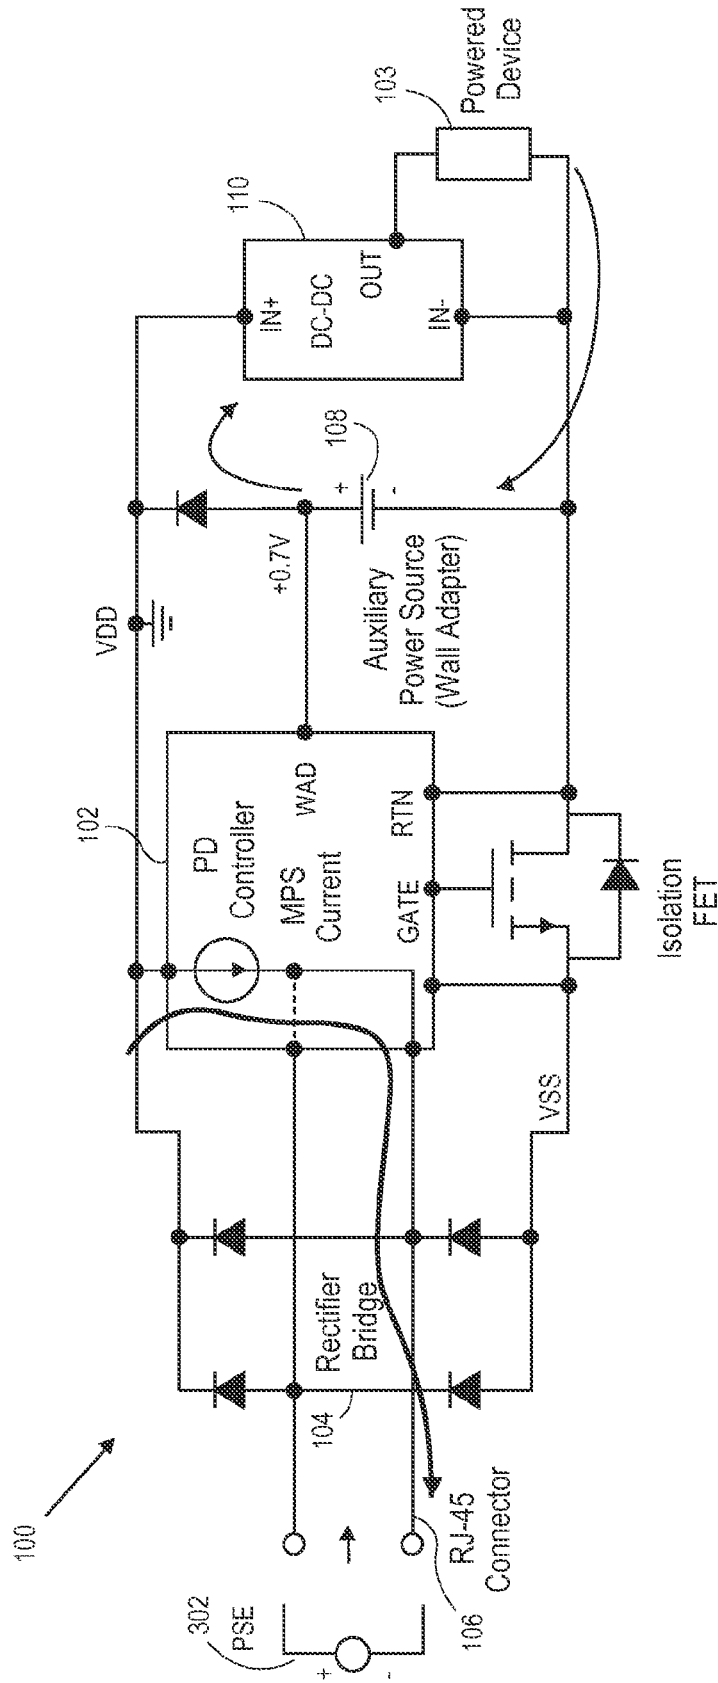 100
302
PSE
+
-
106
RJ-45
Connector
104
Rectifier
Bridge
VSS
102
PD
Controller
MPS
Current
WAD
GATE
RTN
Isolation
FET
VDD
+0.7V
Auxiliary
Power Source
(Wall Adapter)
+
-
108
110
IN+
DC-DC
OUT
IN-
103
Powered
Device